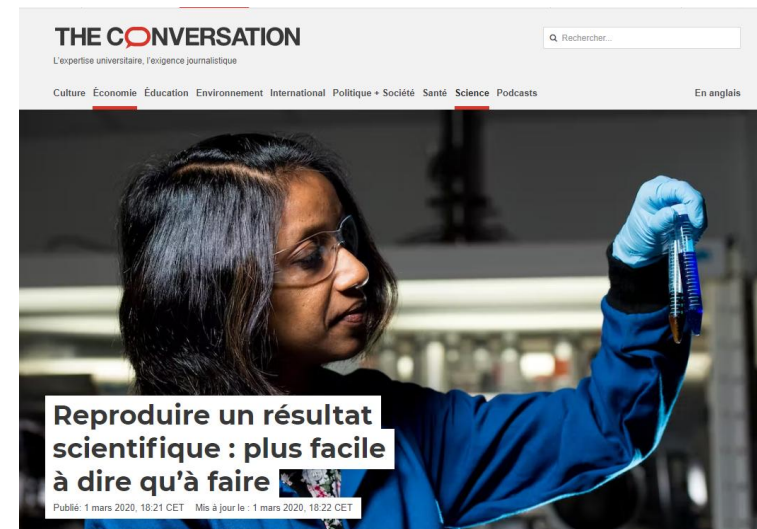 THE CONVERSATION
L'expertise universitaire, l'exigence journalistique
Rechercher...
Culture Économie Éducation Environnement International Politique + Société Santé Science Podcasts En anglais
Reproduire un résultat
scientifique : plus facile
à dire qu'à faire
Publié: 1 mars 2020, 18:21 CET Mis à jour le : 1 mars 2020, 18:22 CET